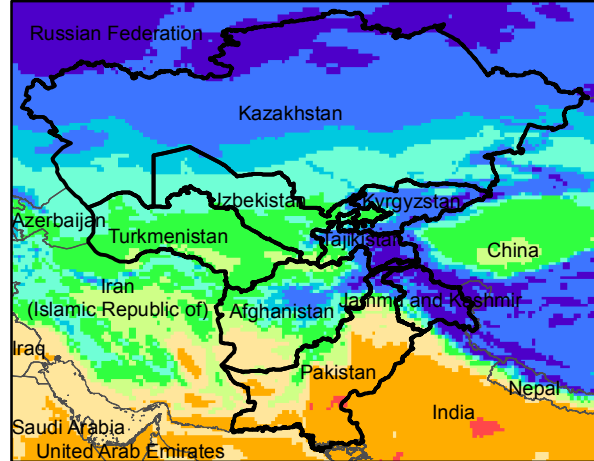 Russian Federation
Kazakhstan
Uzbekistan
Kyrgyzstan
Azerbaijan
Turkmenistan
Tajikistan
China
Iran
(Islamic Republic of)
Afghanistan
Jammu and Kashmir
Iraq
Pakistan
Nepal
India
Saudi Arabia
United Arab Emirates